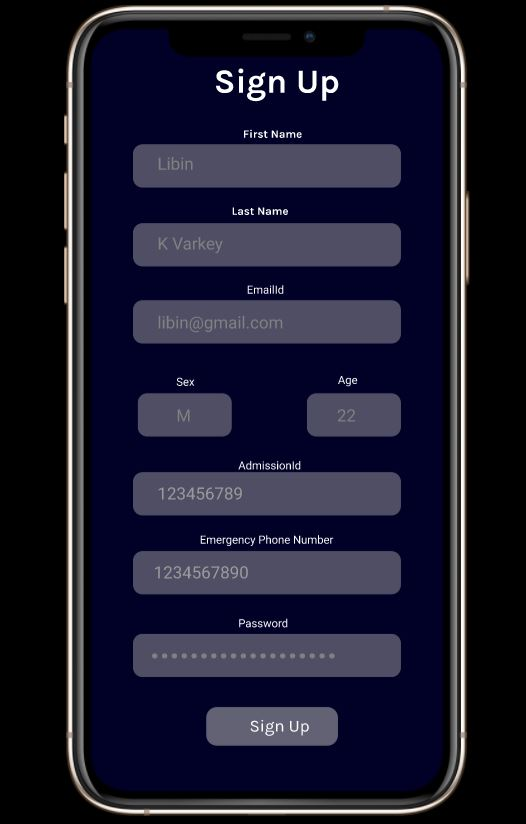 Sign Up
First Name
Libin
Last Name
K Varkey
EmailId
libin@gmail.com
Sex Age
M 22
AdmissionId
123456789
Emergency Phone Number
1234567890
Password
•••••••••••••••••••
Sign Up